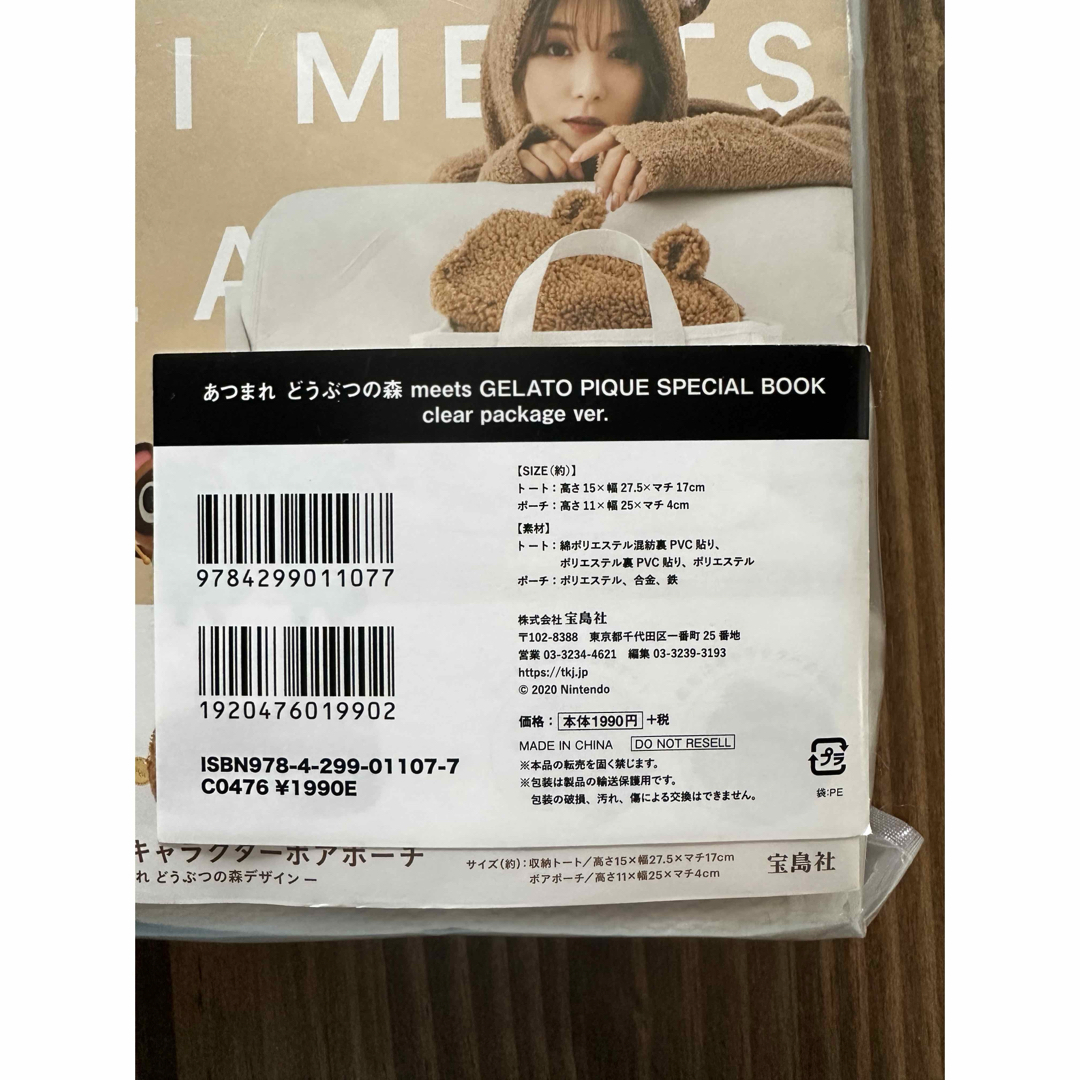 I MEETS
LA
あつまれ どうぶつの森 meets GELATO PIQUE SPECIAL BOOK
clear package ver.
9784299011077
1920476019902
ISBN978-4-299-01107-7
C0476 ¥1990E
【SIZE(約)】
トート：高さ15×幅27.5×マチ17cm
ポーチ：高さ11×幅25×マチ4cm
【素材】
トート：綿ポリエステル混紡裏PVC貼り、
ポリエステル裏PVC貼り、ポリエステル
ポーチ：ポリエステル、合金、鉄
株式会社 宝島社
〒102-8388 東京都千代田区一番町25番地
営業 03-3234-4621 編集 03-3239-3193
https://tkj.jp
© 2020 Nintendo
価格：本体1990円+税
MADE IN CHINA DO NOT RESELL
※本品の転売を固く禁じます。
※包装は製品の輸送保護用です。
包装の破損、汚れ、傷による交換はできません。
プラ
袋:PE
キャラクターボアポーチ
れ どうぶつの森デザイン ー
サイズ(約)：収納トート／高さ15×幅27.5×マチ17cm
ボアポーチ／高さ11×幅25×マチ4cm
宝島社